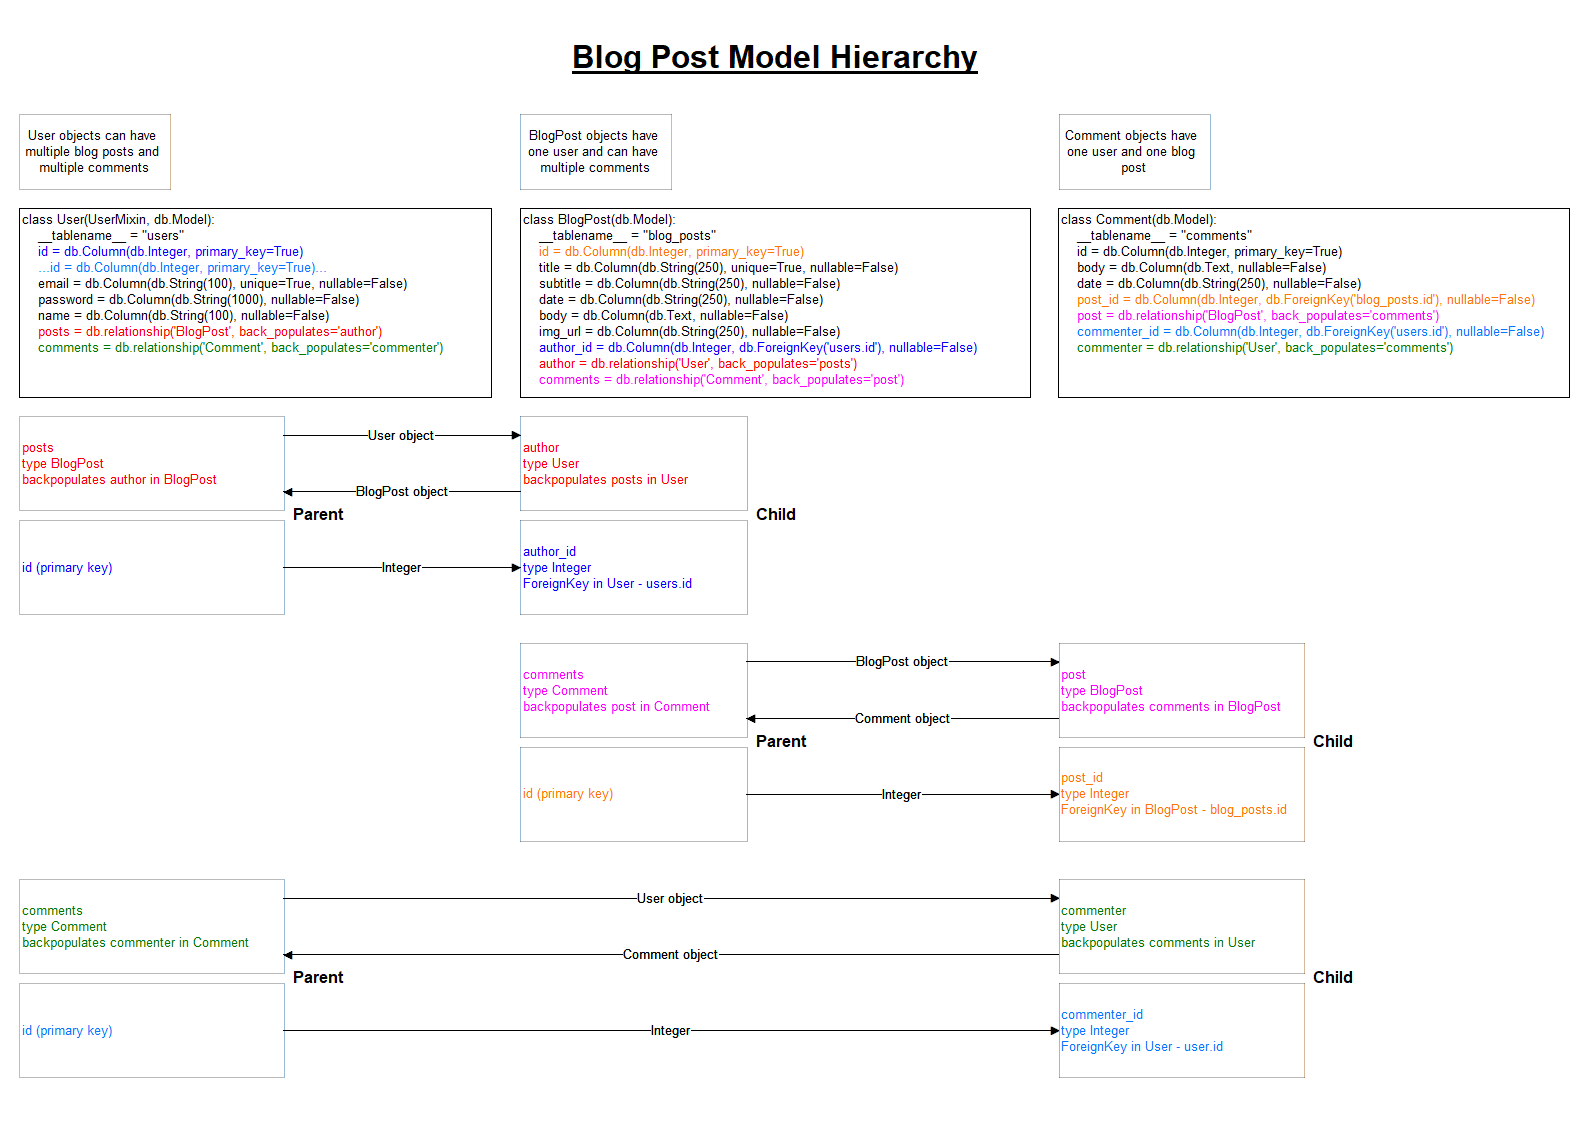 Blog Post Model Hierarchy
User objects can have
multiple blog posts and
multiple comments
BlogPost objects have
one user and can have
multiple comments
Comment objects have
one user and one blog
post
class User(UserMixin, db.Model):
__tablename__ = "users"
id = db.Column(db.Integer, primary_key=True)
...id = db.Column(db.Integer, primary_key=True)...
email = db.Column(db.String(100), unique=True, nullable=False)
password = db.Column(db.String(1000), nullable=False)
name = db.Column(db.String(100), nullable=False)
posts = db.relationship('BlogPost', back_populates='author')
comments = db.relationship('Comment', back_populates='commenter')
class BlogPost(db.Model):
__tablename__ = "blog_posts"
id = db.Column(db.Integer, primary_key=True)
title = db.Column(db.String(250), unique=True, nullable=False)
subtitle = db.Column(db.String(250), nullable=False)
date = db.Column(db.String(250), nullable=False)
body = db.Column(db.Text, nullable=False)
img_url = db.Column(db.String(250), nullable=False)
author_id = db.Column(db.Integer, db.ForeignKey('users.id'), nullable=False)
author = db.relationship('User', back_populates='posts')
comments = db.relationship('Comment', back_populates='post')
class Comment(db.Model):
__tablename__ = "comments"
id = db.Column(db.Integer, primary_key=True)
body = db.Column(db.Text, nullable=False)
date = db.Column(db.String(250), nullable=False)
post_id = db.Column(db.Integer, db.ForeignKey('blog_posts.id'), nullable=False)
post = db.relationship('BlogPost', back_populates='comments')
commenter_id = db.Column(db.Integer, db.ForeignKey('users.id'), nullable=False)
commenter = db.relationship('User', back_populates='comments')
posts
type BlogPost
backpopulates author in BlogPost
User object
BlogPost object
author
type User
backpopulates posts in User
Parent
Child
id (primary key)
Integer
author_id
type Integer
ForeignKey in User - users.id
comments
type Comment
backpopulates post in Comment
BlogPost object
Comment object
post
type BlogPost
backpopulates comments in BlogPost
Parent
Child
id (primary key)
Integer
post_id
type Integer
ForeignKey in BlogPost - blog_posts.id
comments
type Comment
backpopulates commenter in Comment
User object
Comment object
commenter
type User
backpopulates comments in User
Parent
Child
id (primary key)
Integer
commenter_id
type Integer
ForeignKey in User - user.id